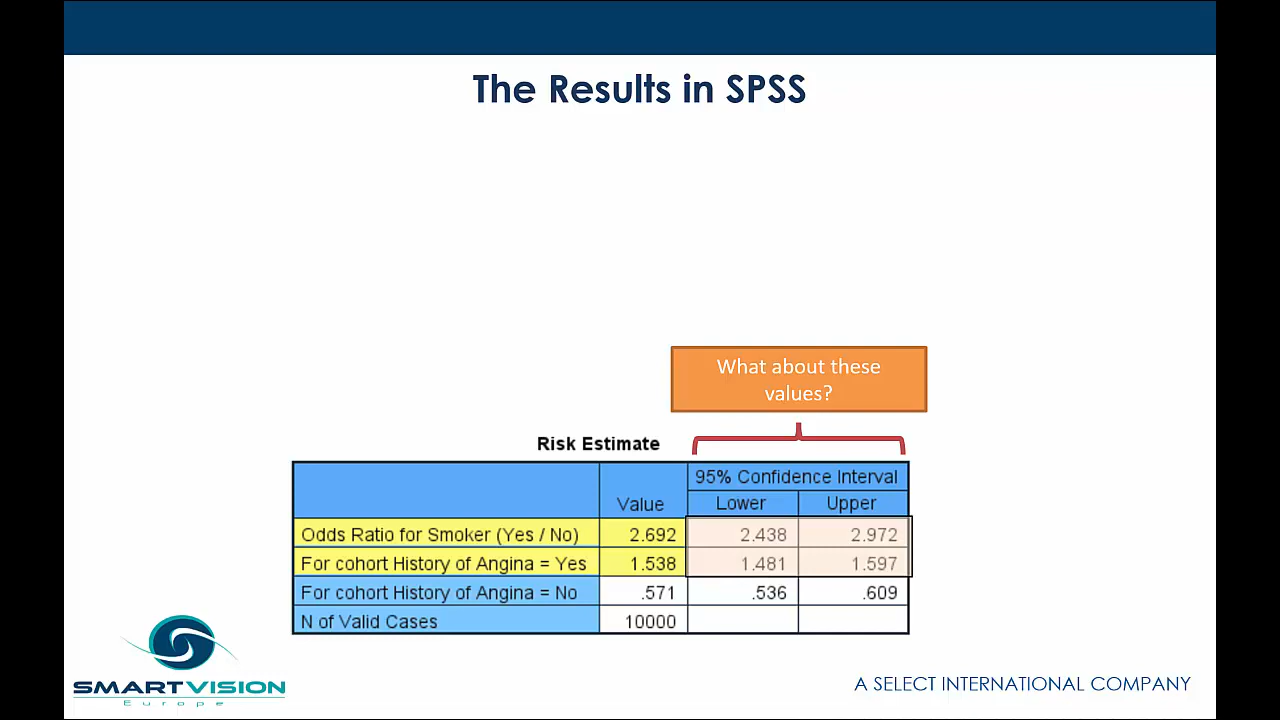 The Results in SPSS
What about these
values?
Risk Estimate
95% Confidence Interval
Value Lower Upper
Odds Ratio for Smoker (Yes / No) 2.692 2.438 2.972
For cohort History of Angina = Yes 1.538 1.481 1.597
For cohort History of Angina = No .571 .536 .609
N of Valid Cases 10000
SMARTVISION
Europe
A SELECT INTERNATIONAL COMPANY